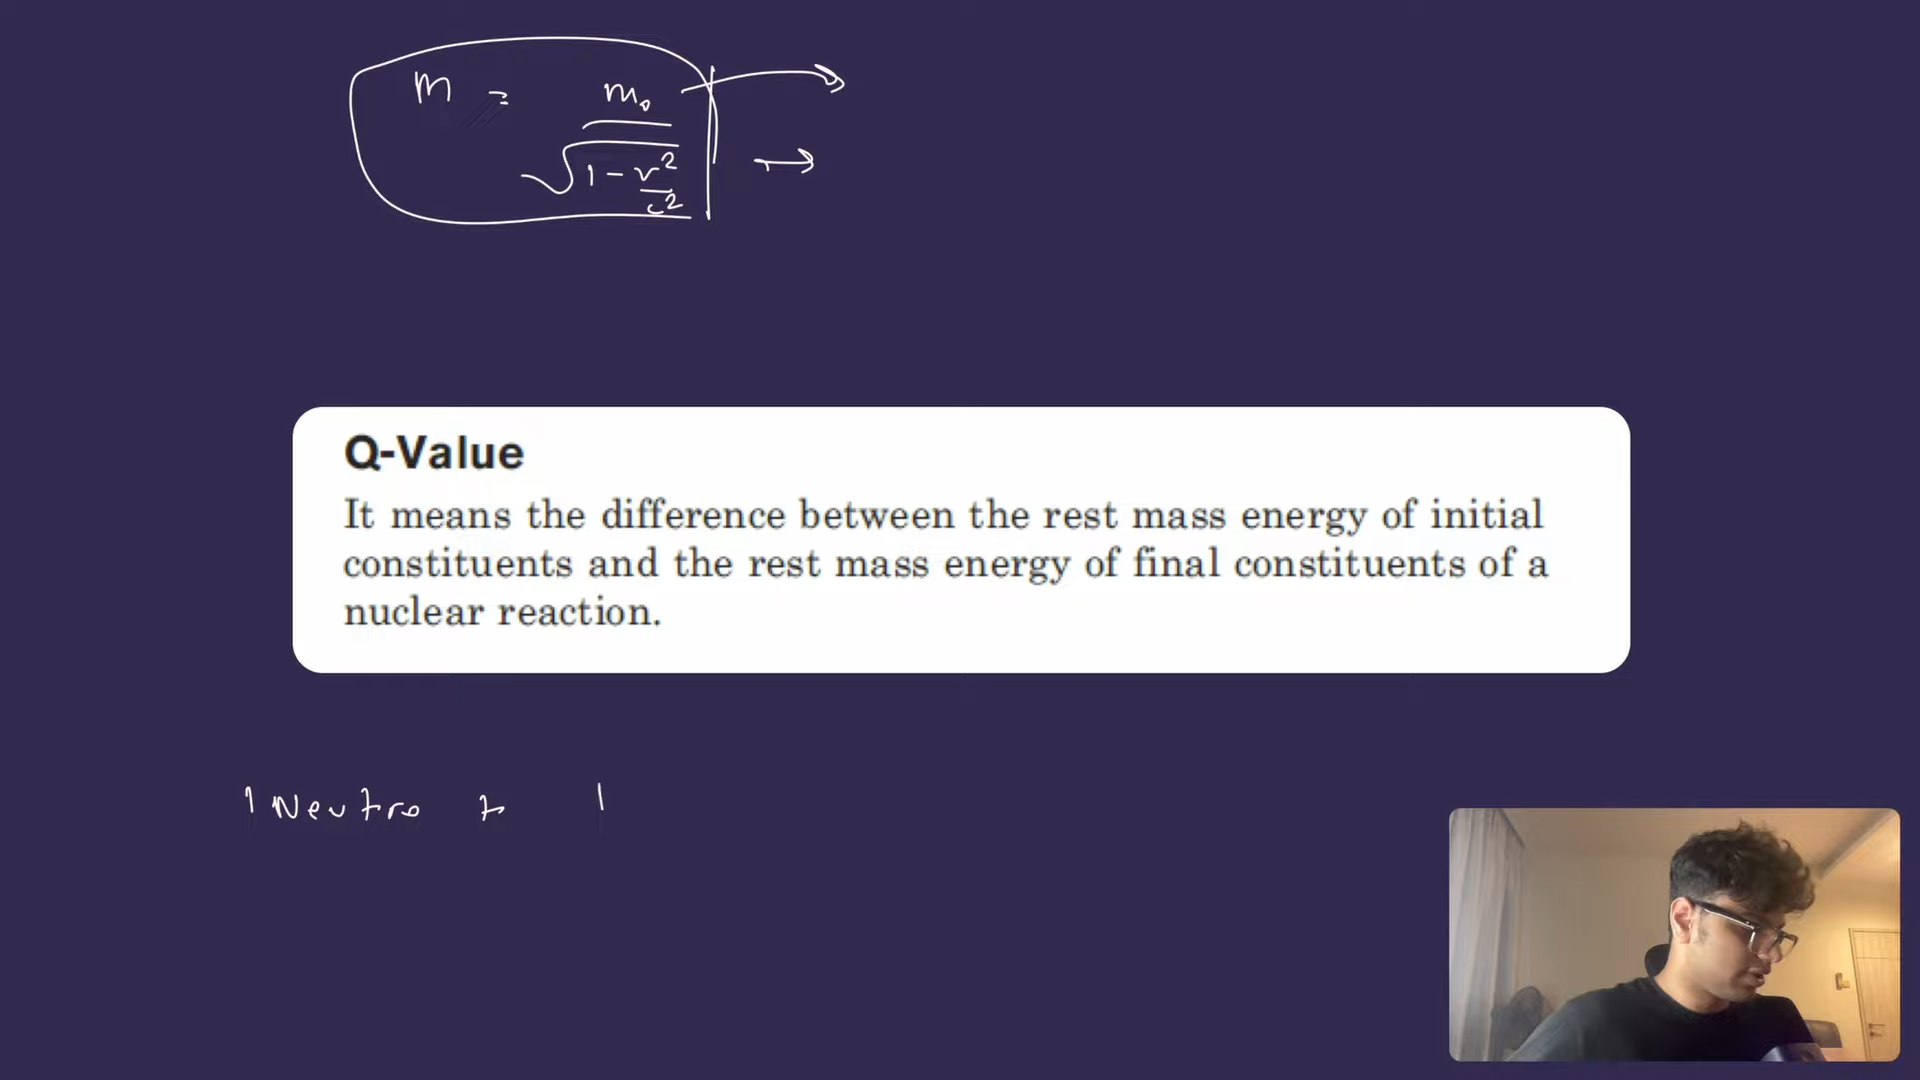 m = m₀
√1 - v²
c²
Q-Value
It means the difference between the rest mass energy of initial
constituents and the rest mass energy of final constituents of a
nuclear reaction.
1 Neutro + 1